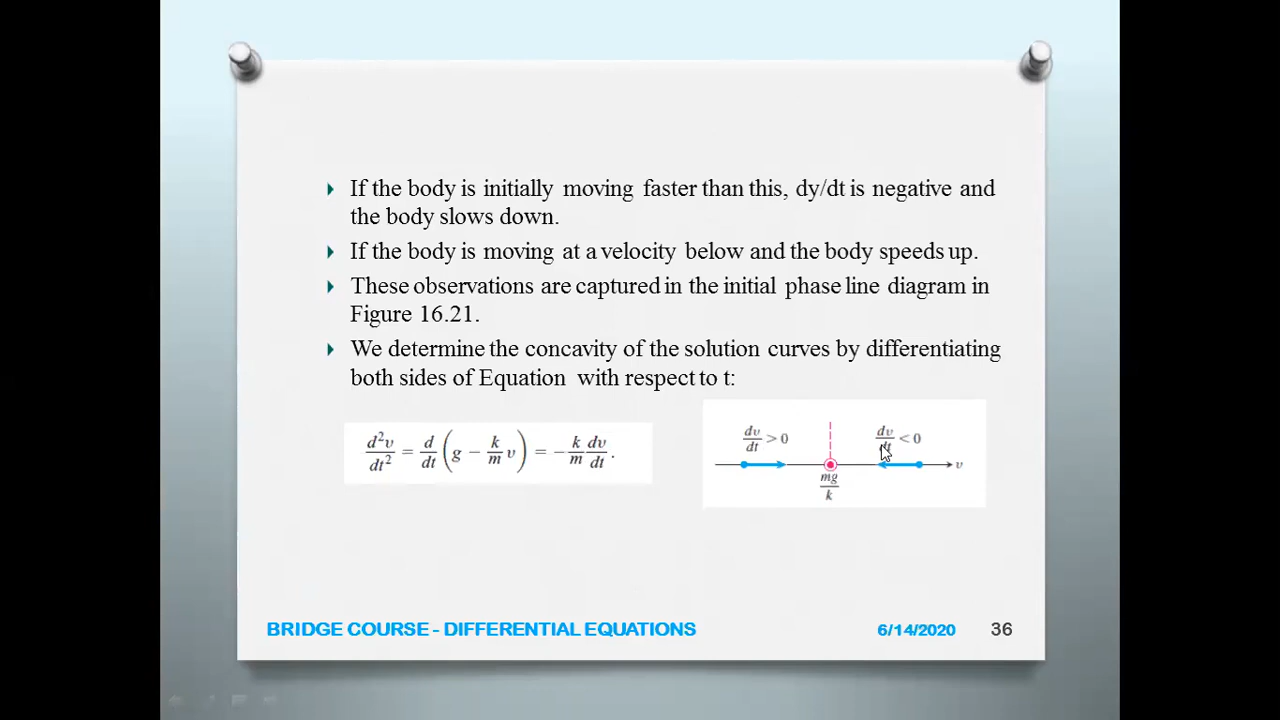 If the body is initially moving faster than this, dy/dt is negative and
the body slows down.
If the body is moving at a velocity below and the body speeds up.
These observations are captured in the initial phase line diagram in
Figure 16.21.
We determine the concavity of the solution curves by differentiating
both sides of Equation with respect to t:
d²v/dt² = d/dt (g − k/m v) = − k/m dv/dt.
dv/dt > 0
dv/dt < 0
v
mg/k
BRIDGE COURSE - DIFFERENTIAL EQUATIONS
6/14/2020
36